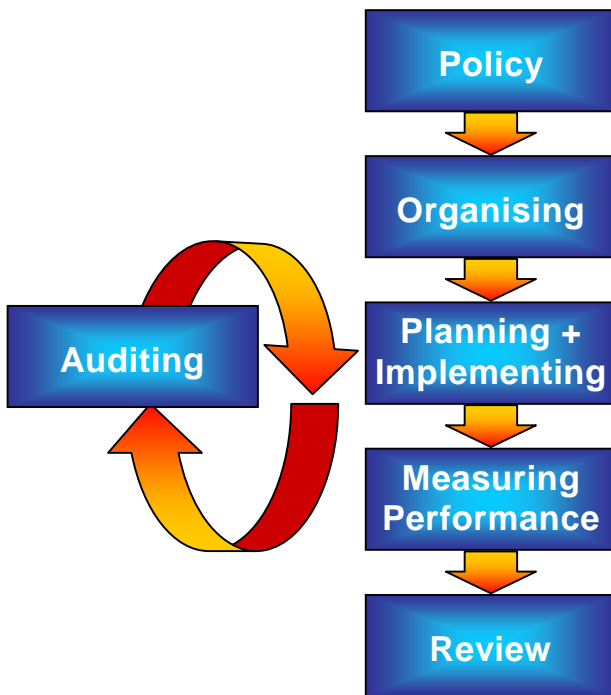 Policy
Organising
Auditing
Planning +
Implementing
Measuring
Performance
Review